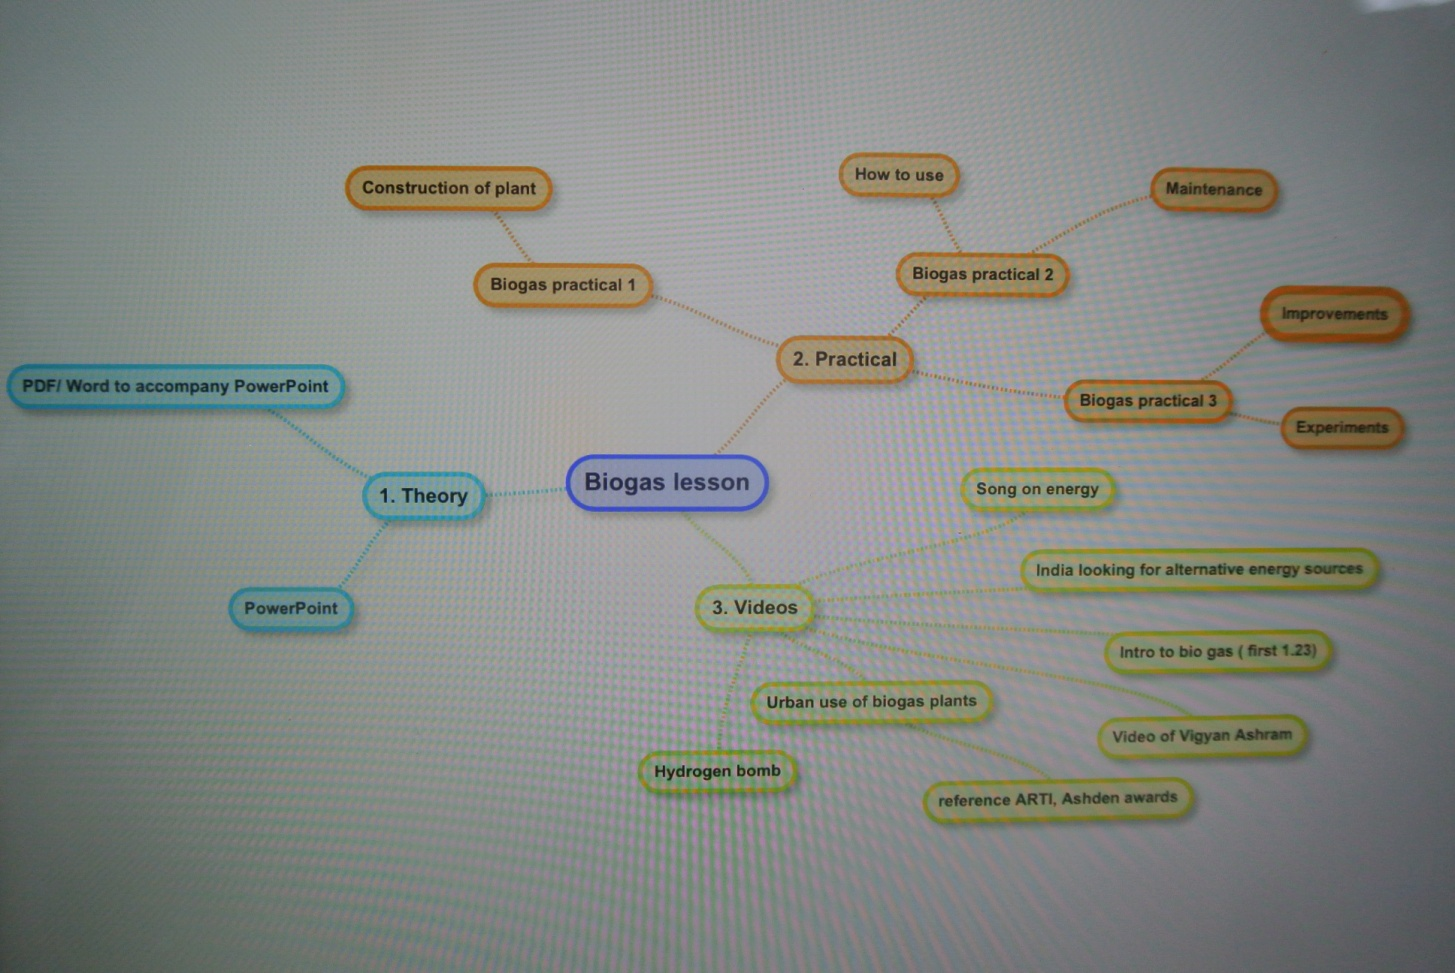 Construction of plant
How to use
Maintenance
Biogas practical 1
Biogas practical 2
Improvements
2. Practical
PDF/ Word to accompany PowerPoint
Biogas practical 3
Experiments
Biogas lesson
1. Theory
Song on energy
India looking for alternative energy sources
PowerPoint
3. Videos
Intro to bio gas ( first 1.23)
Urban use of biogas plants
Video of Vigyan Ashram
Hydrogen bomb
reference ARTI, Ashden awards